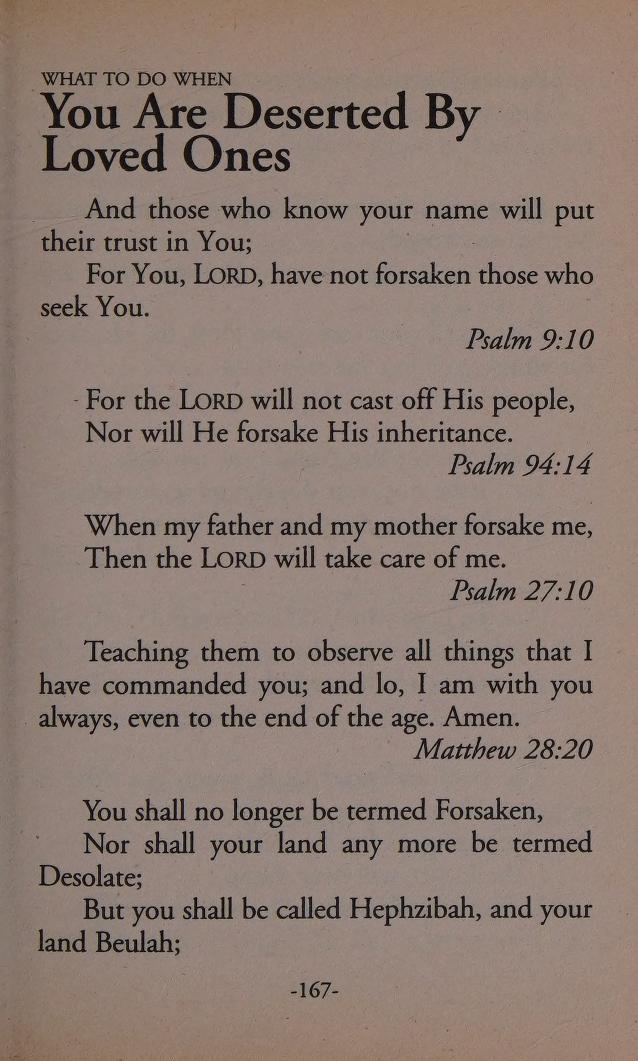 WHAT TO DO WHEN
You Are Deserted By
Loved Ones
And those who know your name will put
their trust in You;
For You, LORD, have not forsaken those who
seek You.
Psalm 9:10
For the LORD will not cast off His people,
Nor will He forsake His inheritance.
Psalm 94:14
When my father and my mother forsake me,
Then the LORD will take care of me.
Psalm 27:10
Teaching them to observe all things that I
have commanded you; and lo, I am with you
always, even to the end of the age. Amen.
Matthew 28:20
You shall no longer be termed Forsaken,
Nor shall your land any more be termed
Desolate;
But you shall be called Hephzibah, and your
land Beulah;
-167-